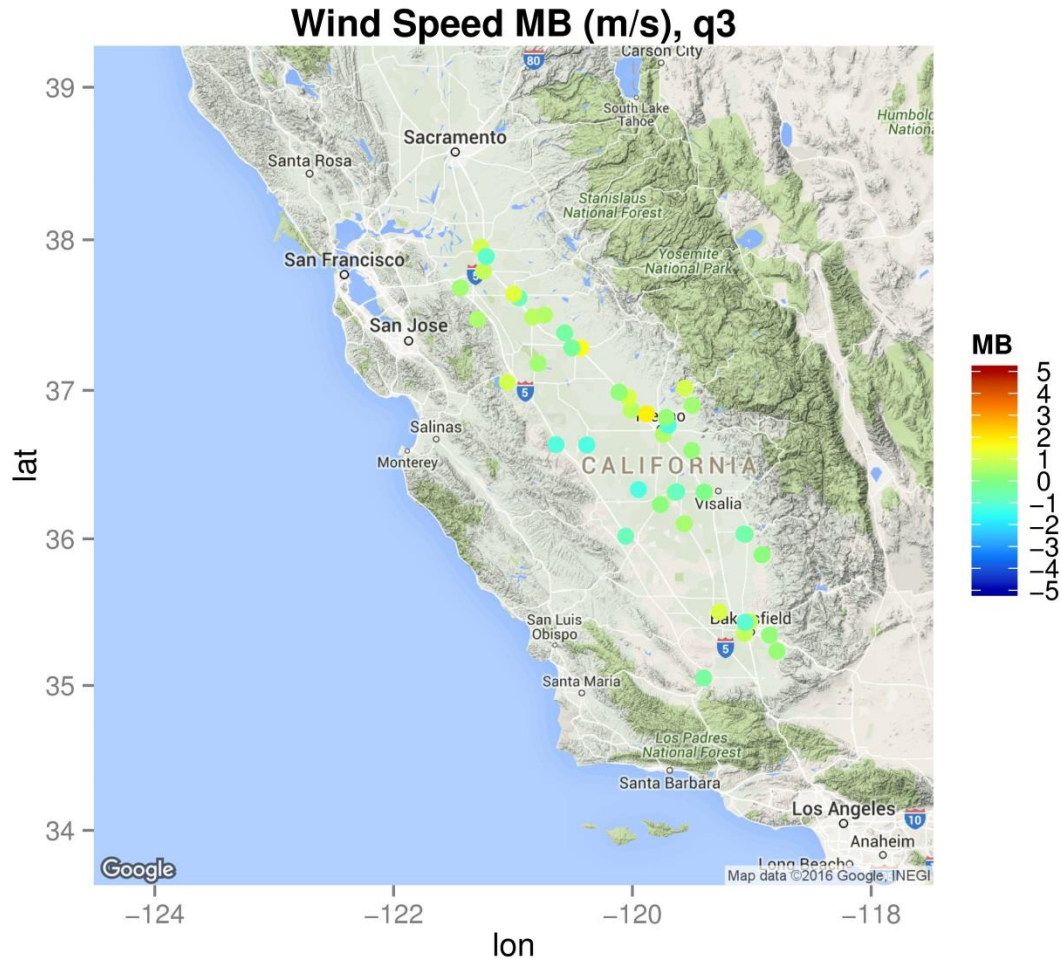 Wind Speed MB (m/s), q3
39
38
37
36
35
34
lat
−124
−122
−120
−118
lon
80
Carson City
South Lake
Tahoe
Humbol
Nation
Sacramento
Santa Rosa
Stanislaus
National Forest
San Francisco
Yosemite
National Park
5
San Jose
5
Salinas
Monterey
CALIFORNIA
Visalia
San Luis
Obispo
5
Santa Maria
Los Padres
National Forest
Santa Barbara
Los Angeles
10
Anaheim
Long Beach
Google
Map data ©2016 Google, INEGI
MB
5
4
3
2
1
0
−1
−2
−3
−4
−5